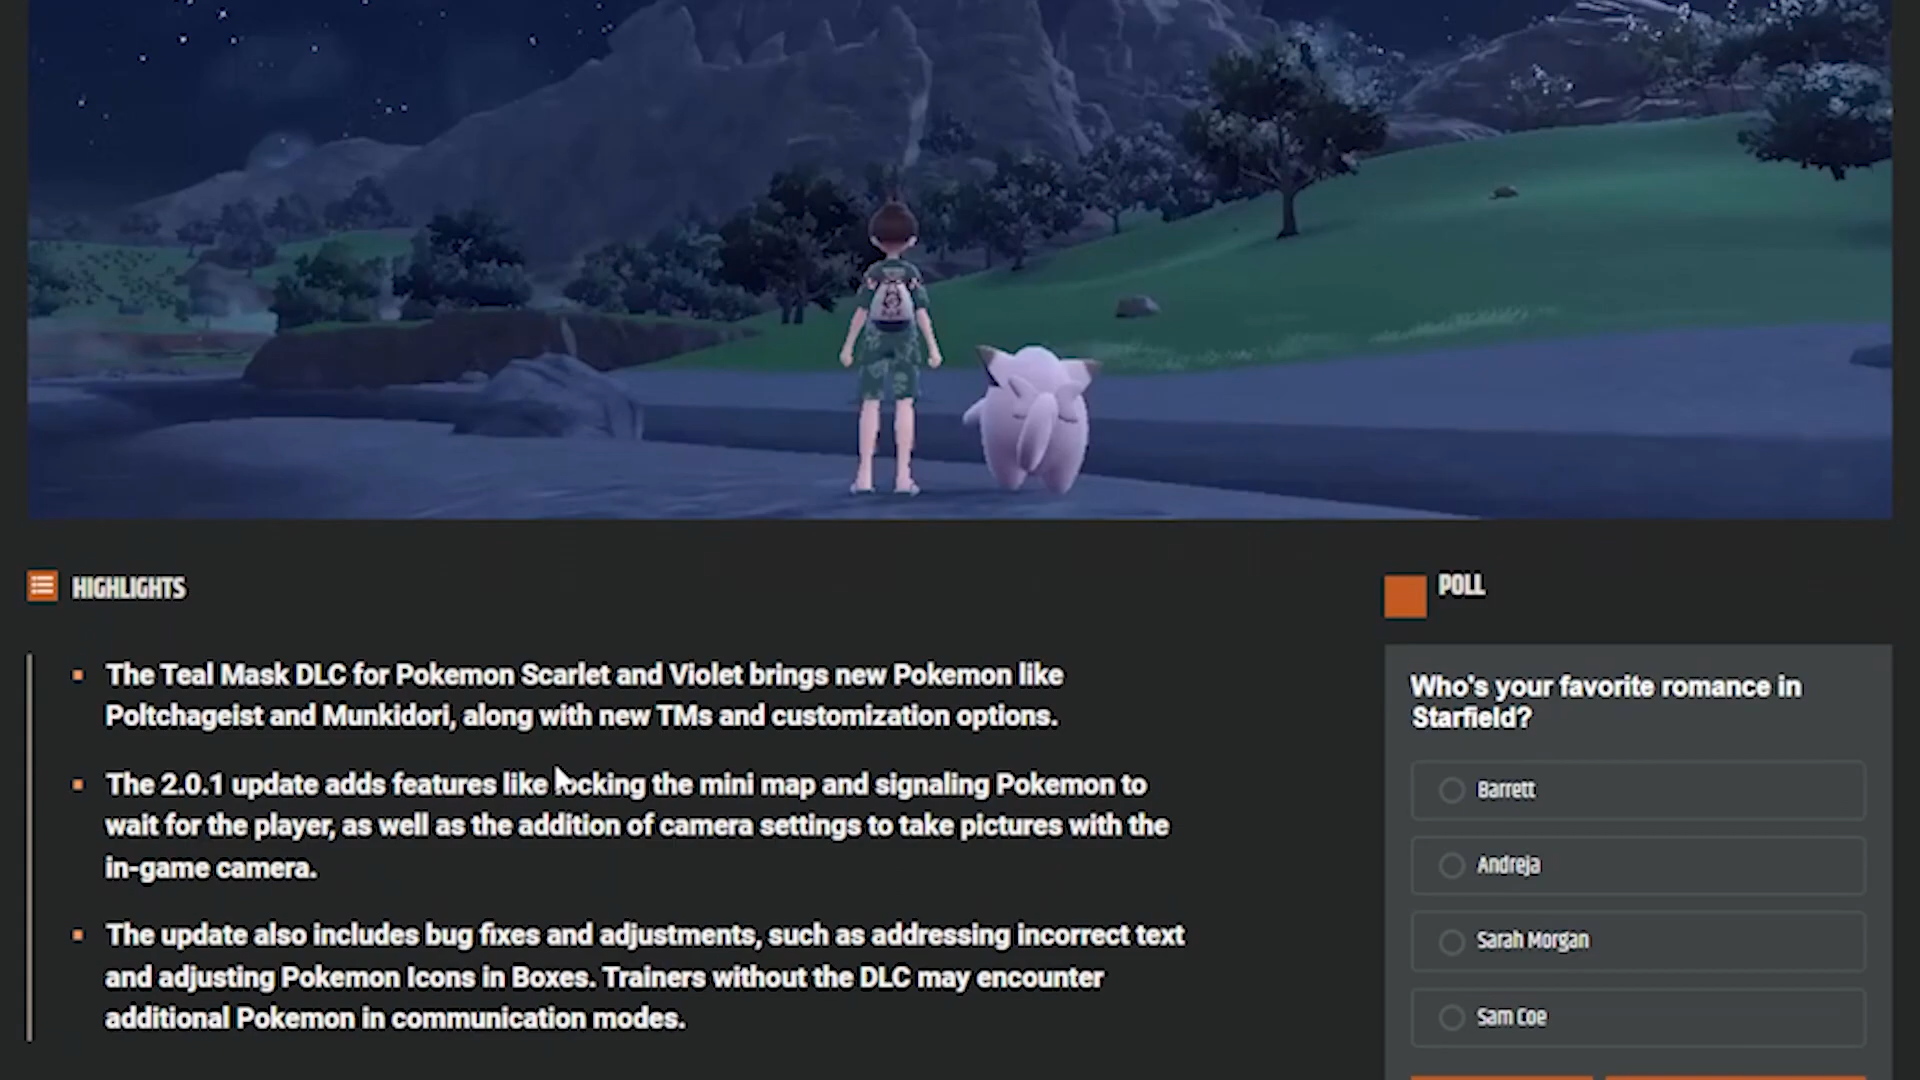 HIGHLIGHTS
The Teal Mask DLC for Pokemon Scarlet and Violet brings new Pokemon like
Poltchageist and Munkidori, along with new TMs and customization options.
The 2.0.1 update adds features like locking the mini map and signaling Pokemon to
wait for the player, as well as the addition of camera settings to take pictures with the
in-game camera.
The update also includes bug fixes and adjustments, such as addressing incorrect text
and adjusting Pokemon Icons in Boxes. Trainers without the DLC may encounter
additional Pokemon in communication modes.
POLL
Who's your favorite romance in
Starfield?
Barrett
Andreja
Sarah Morgan
Sam Coe